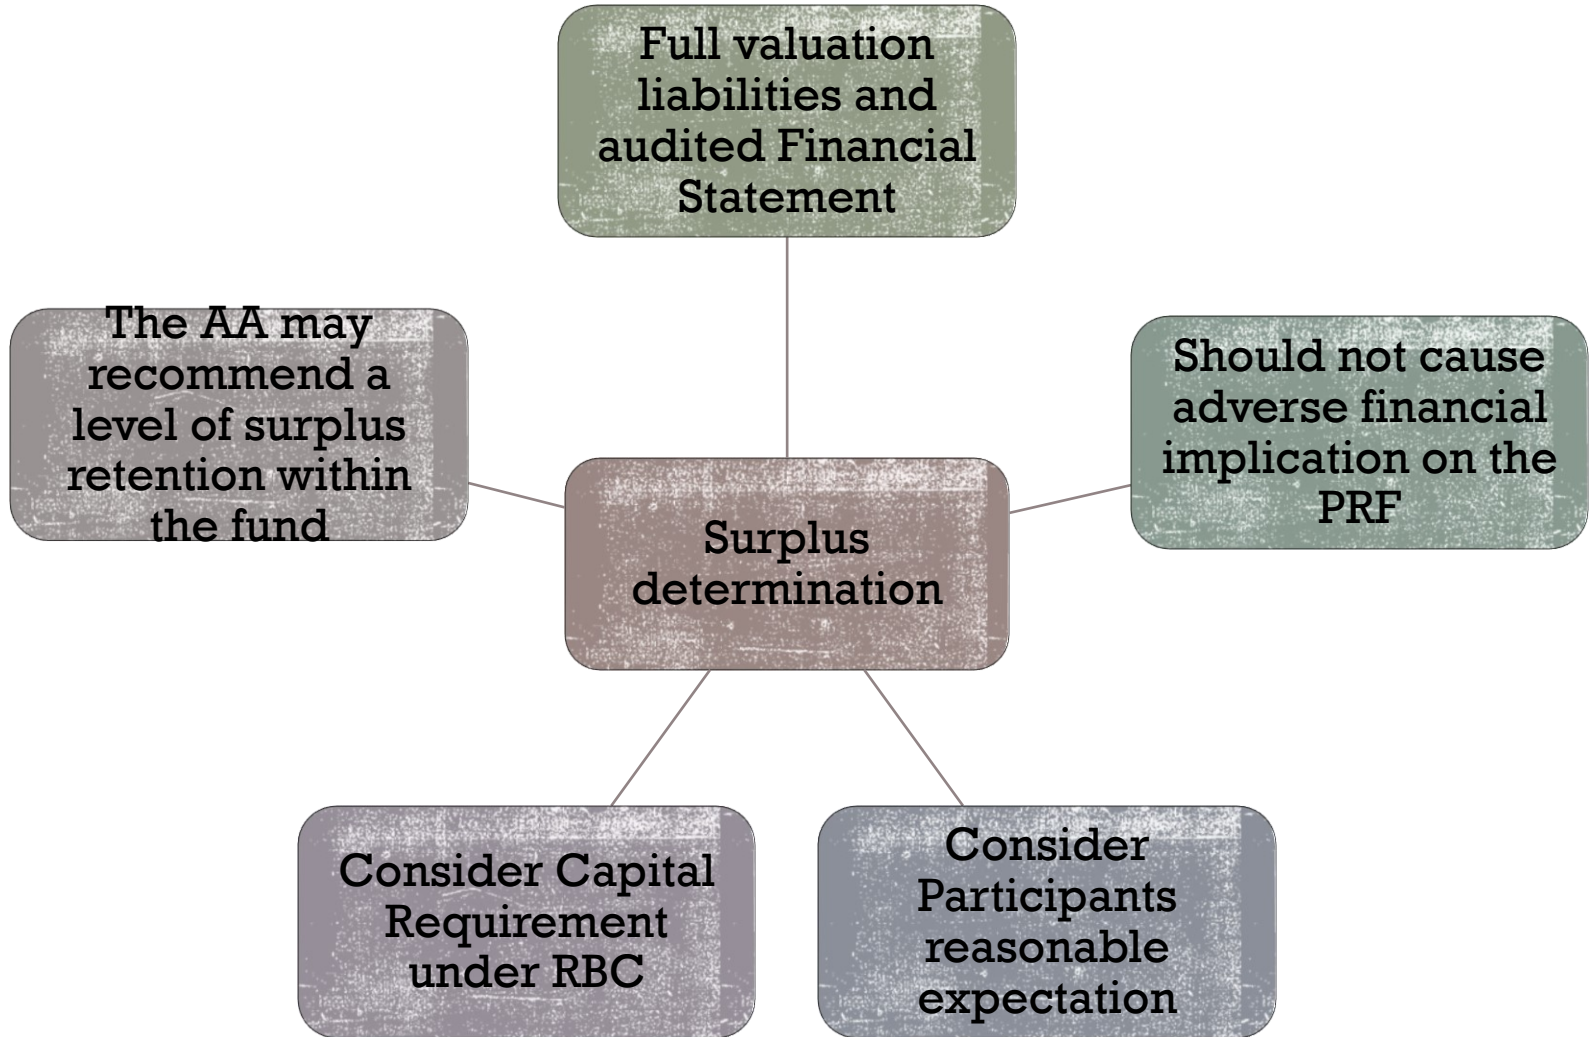 Full valuation
liabilities and
audited Financial
Statement
The AA may
recommend a
level of surplus
retention within
the fund
Should not cause
adverse financial
implication on the
PRF
Surplus
determination
Consider Capital
Requirement
under RBC
Consider
Participants
reasonable
expectation